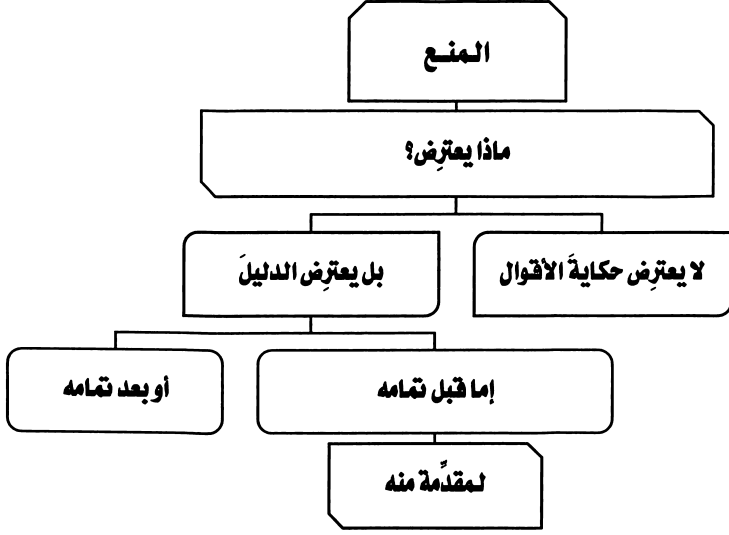 المنع
ماذا يعترِض؟
لا يعترِض حكايةَ الأقوال
بل يعترِض الدليلَ
إما قبل تمامه
أو بعد تمامه
لمقدِّمة منه